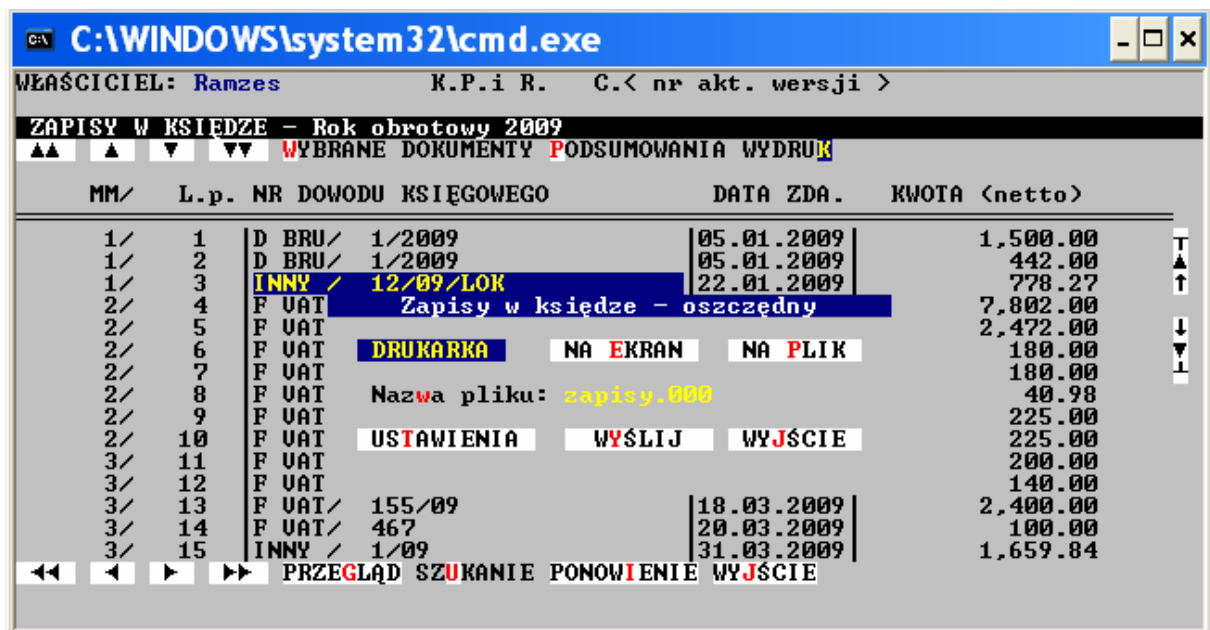 C:\WINDOWS\system32\cmd.exe
WŁAŚCICIEL: Ramzes K.P.i R. C.< nr akt. wersji >
ZAPISY W KSIĘDZE - Rok obrotowy 2009
WYBRANE DOKUMENTY PODSUMOWANIA WYDRUK
MM/ L.p. NR DOWODU KSIĘGOWEGO DATA ZDA. KWOTA (netto)
1/ 1 |D BRU/ 1/2009 |05.01.2009| 1,500.00
1/ 2 |D BRU/ 1/2009 |05.01.2009| 442.00
1/ 3 |INNY / 12/09/LOK |22.01.2009| 778.27
2/ 4 |F VAT Zapisy w księdze - oszczędny 7,802.00
2/ 5 |F VAT 2,472.00
2/ 6 |F VAT DRUKARKA NA EKRAN NA PLIK 180.00
2/ 7 |F VAT 180.00
2/ 8 |F VAT Nazwa pliku: zapisy.000 40.98
2/ 9 |F VAT 225.00
2/ 10 |F VAT USTAWIENIA WYŚLIJ WYJŚCIE 225.00
3/ 11 |F VAT 200.00
3/ 12 |F VAT 140.00
3/ 13 |F VAT/ 155/09 |18.03.2009| 2,400.00
3/ 14 |F VAT/ 467 |20.03.2009| 100.00
3/ 15 |INNY / 1/09 |31.03.2009| 1,659.84
PRZEGLĄD SZUKANIE PONOWIENIE WYJŚCIE